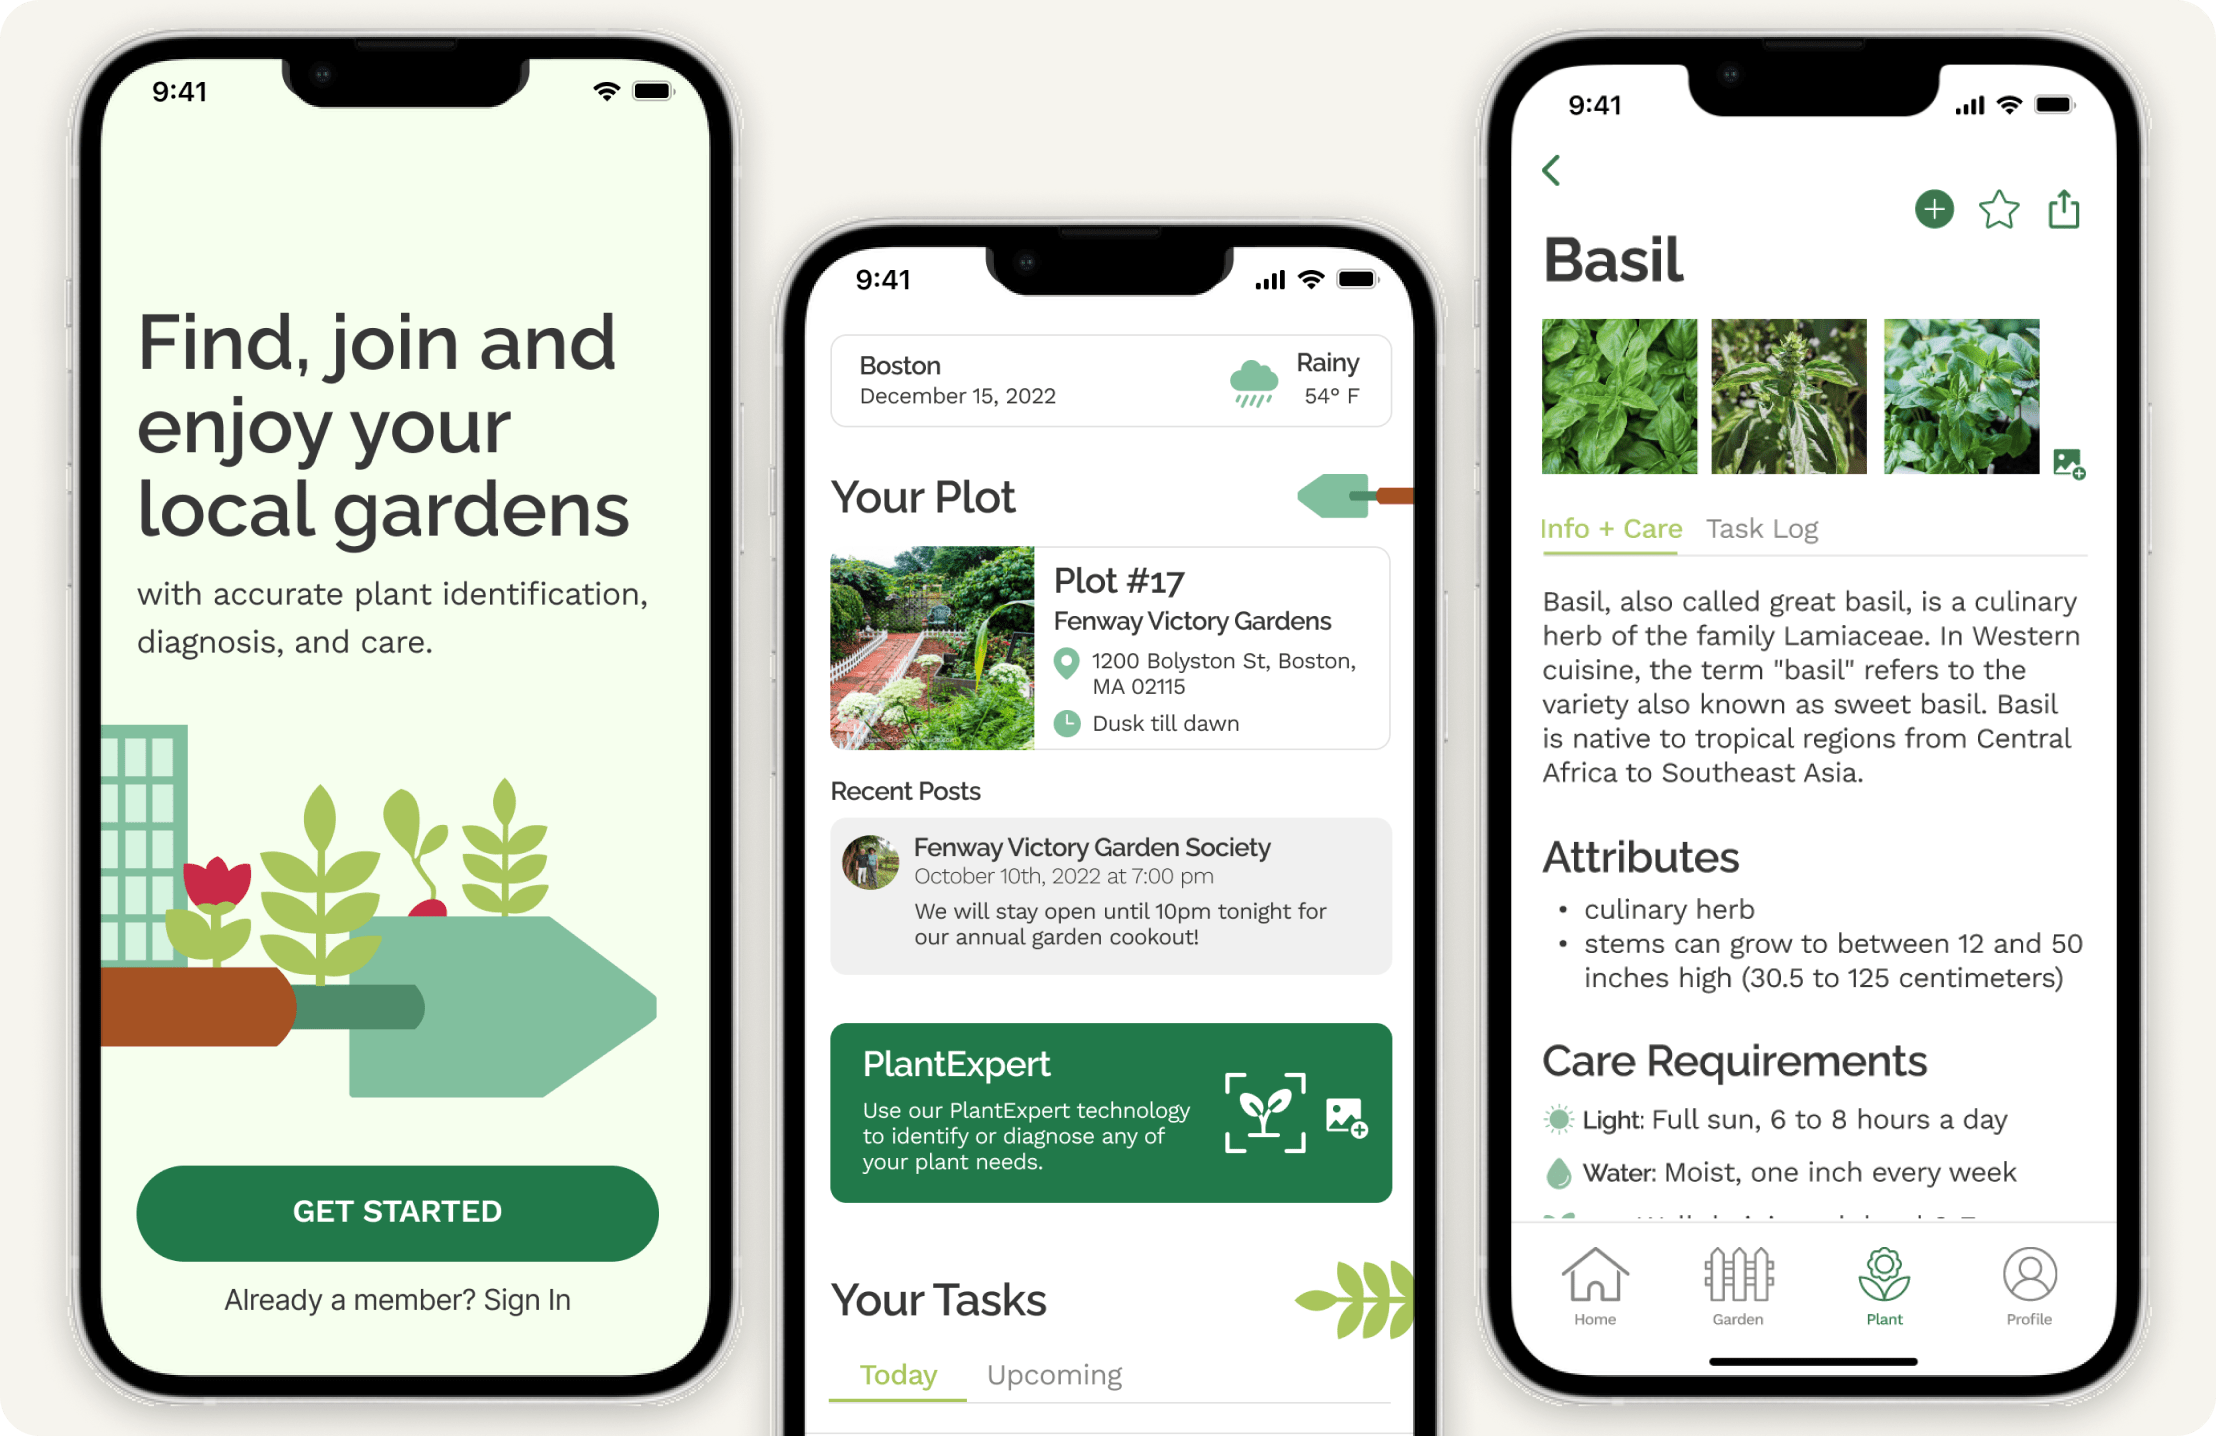 9:41
Find, join and
enjoy your
local gardens
with accurate plant identification,
diagnosis, and care.
GET STARTED
Already a member? Sign In
9:41
Boston
December 15, 2022
Rainy
54° F
Your Plot
Plot #17
Fenway Victory Gardens
1200 Bolyston St, Boston,
MA 02115
Dusk till dawn
Recent Posts
Fenway Victory Garden Society
October 10th, 2022 at 7:00 pm
We will stay open until 10pm tonight for
our annual garden cookout!
PlantExpert
Use our PlantExpert technology
to identify or diagnose any of
your plant needs.
Your Tasks
Today Upcoming
9:41
Basil
Info + Care Task Log
Basil, also called great basil, is a culinary
herb of the family Lamiaceae. In Western
cuisine, the term "basil" refers to the
variety also known as sweet basil. Basil
is native to tropical regions from Central
Africa to Southeast Asia.
Attributes
• culinary herb
• stems can grow to between 12 and 50
inches high (30.5 to 125 centimeters)
Care Requirements
Light: Full sun, 6 to 8 hours a day
Water: Moist, one inch every week
Home Garden Plant Profile